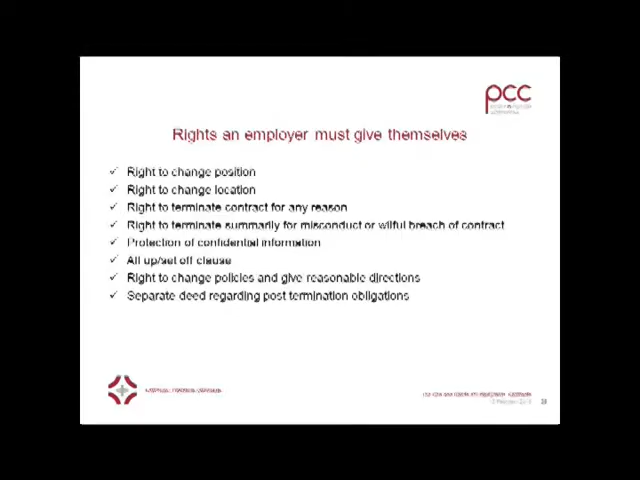 pcc
Rights an employer must give themselves
✓ Right to change position
✓ Right to change location
✓ Right to terminate contract for any reason
✓ Right to terminate summarily for misconduct or wilful breach of contract
✓ Protection of confidential information
✓ All up/set off clause
✓ Right to change policies and give reasonable directions
✓ Separate deed regarding post termination obligations